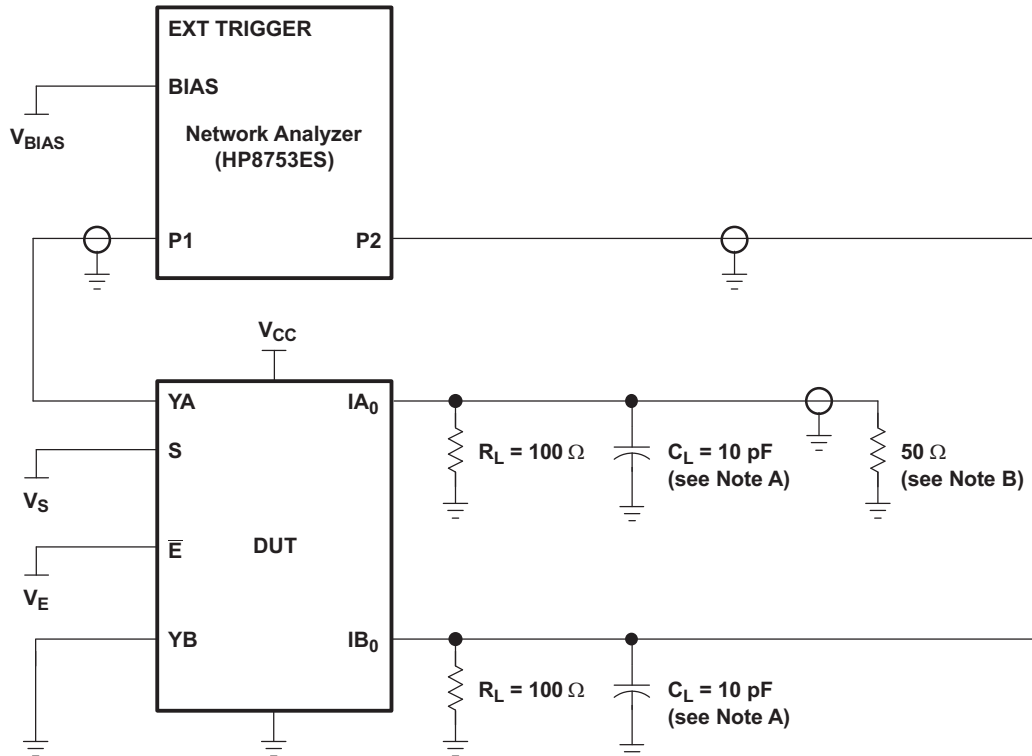 EXT TRIGGER
BIAS
V_BIAS
Network Analyzer
(HP8753ES)
P1
P2
V_CC
YA
IA_0
S
R_L = 100 Ω
C_L = 10 pF
(see Note A)
50 Ω
(see Note B)
V_S
E̅
DUT
V_E
YB
IB_0
R_L = 100 Ω
C_L = 10 pF
(see Note A)